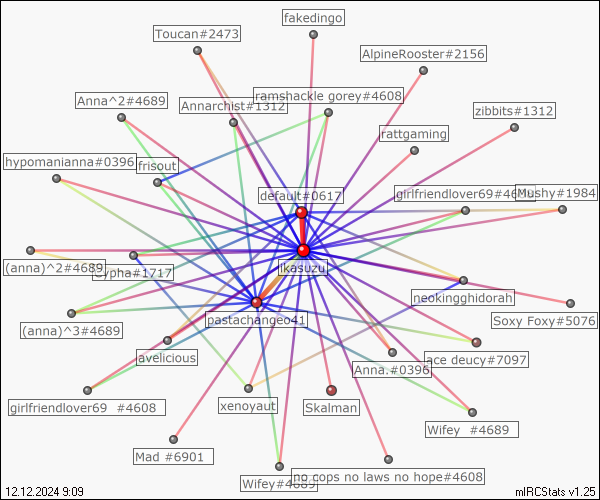 fakedingo
Toucan#2473
AlpineRooster#2156
ramshackle gorey#4608
Anna^2#4689
Annarchist#1312
zibbits#1312
rattgaming
hypomanianna#0396
frisout
default#0617
girlfriendlover69#
Mushy#1984
(anna)^2#4689
#1717
ikasuzu
neokingghidorah
Soxy Foxy#5076
pastachangeo41
(anna)^3#4689
avelicious
Anna.#0396
ace deucy#7097
girlfriendlover69 #4608
xenoyaut
Skalman
Wifey #4689
Mad #6901
Wifey#4689
no cops no laws no hope#4608
12.12.2024 9:09
mIRCStats v1.25